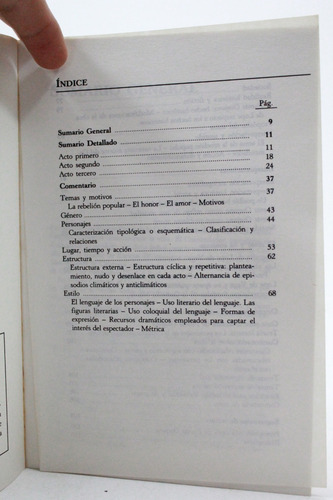 ÍNDICE
Pág.
Sumario General 9
Sumario Detallado 11
Acto primero 11
Acto segundo 18
Acto tercero 24
Comentario 37
Temas y motivos 37
La rebelión popular – El honor – El amor – Motivos
Género 43
Personajes 44
Caracterización tipológica o esquemática – Clasificación y
relaciones
Lugar, tiempo y acción 53
Estructura 62
Estructura externa – Estructura cíclica y repetitiva: plantea-
miento, nudo y desenlace en cada acto – Alternancia de epi-
sodios climáticos y anticlimáticos
Estilo 68
El lenguaje de los personajes – Uso literario del lenguaje. Las
figuras literarias – Uso coloquial del lenguaje – Formas de
expresión – Recursos dramáticos empleados para captar el
interés del espectador – Métrica